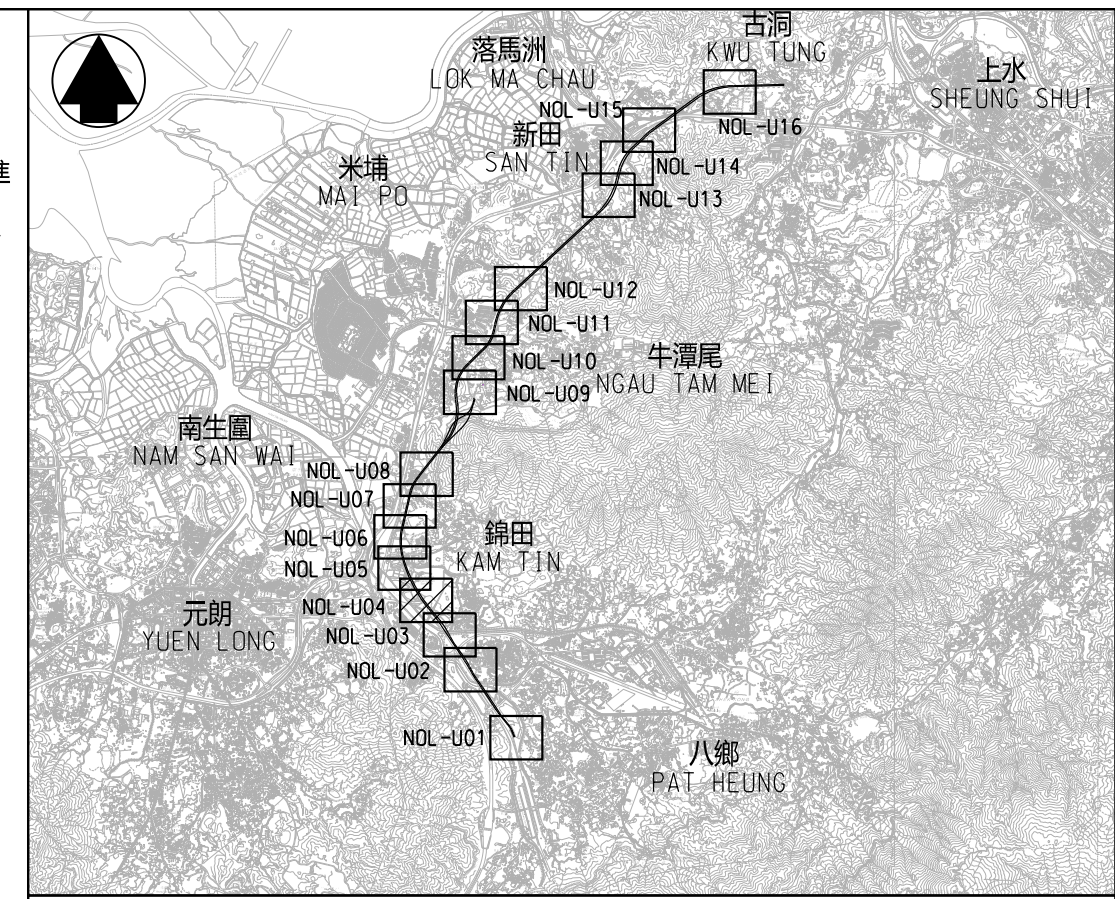 古洞
KWU TUNG
落馬洲
LOK MA CHAU
上水
SHEUNG SHUI
NOL-U15
NOL-U16
新田
SAN TIN
米埔
MAI PO
進
NOL-U14
NOL-U13
NOL-U12
NOL-U11
牛潭尾
NGAU TAM MEI
NOL-U10
NOL-U09
南生圍
NAM SAN WAI
NOL-U08
NOL-U07
NOL-U06
錦田
KAM TIN
NOL-U05
NOL-U04
元朗
YUEN LONG
NOL-U03
NOL-U02
NOL-U01
八鄉
PAT HEUNG